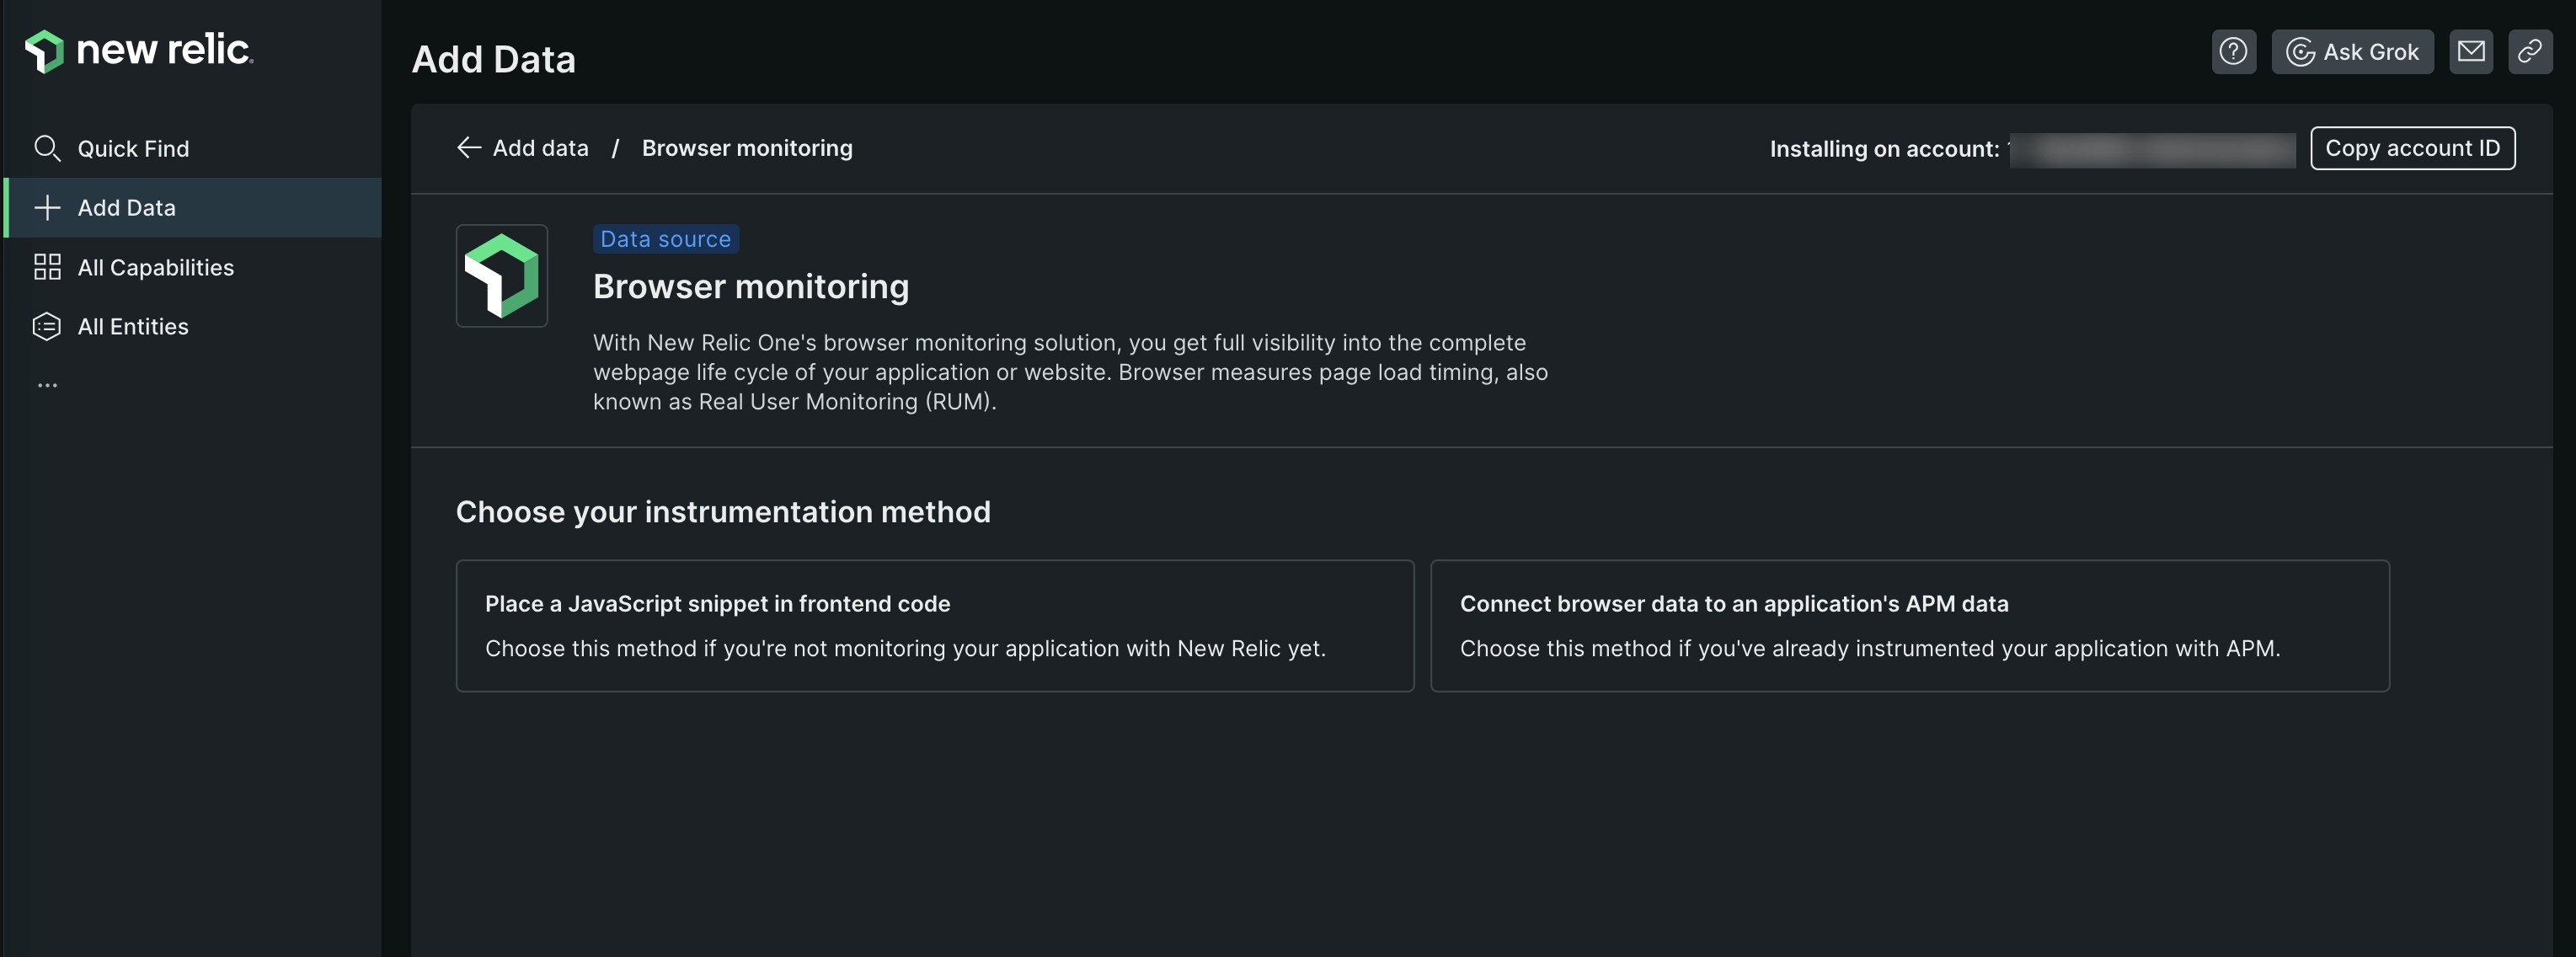 new relic
Add Data
Ask Grok
Quick Find
Add Data
All Capabilities
All Entities
...
Add data / Browser monitoring
Installing on account:
Copy account ID
Data source
Browser monitoring
With New Relic One's browser monitoring solution, you get full visibility into the complete
webpage life cycle of your application or website. Browser measures page load timing, also
known as Real User Monitoring (RUM).
Choose your instrumentation method
Place a JavaScript snippet in frontend code
Choose this method if you're not monitoring your application with New Relic yet.
Connect browser data to an application's APM data
Choose this method if you've already instrumented your application with APM.